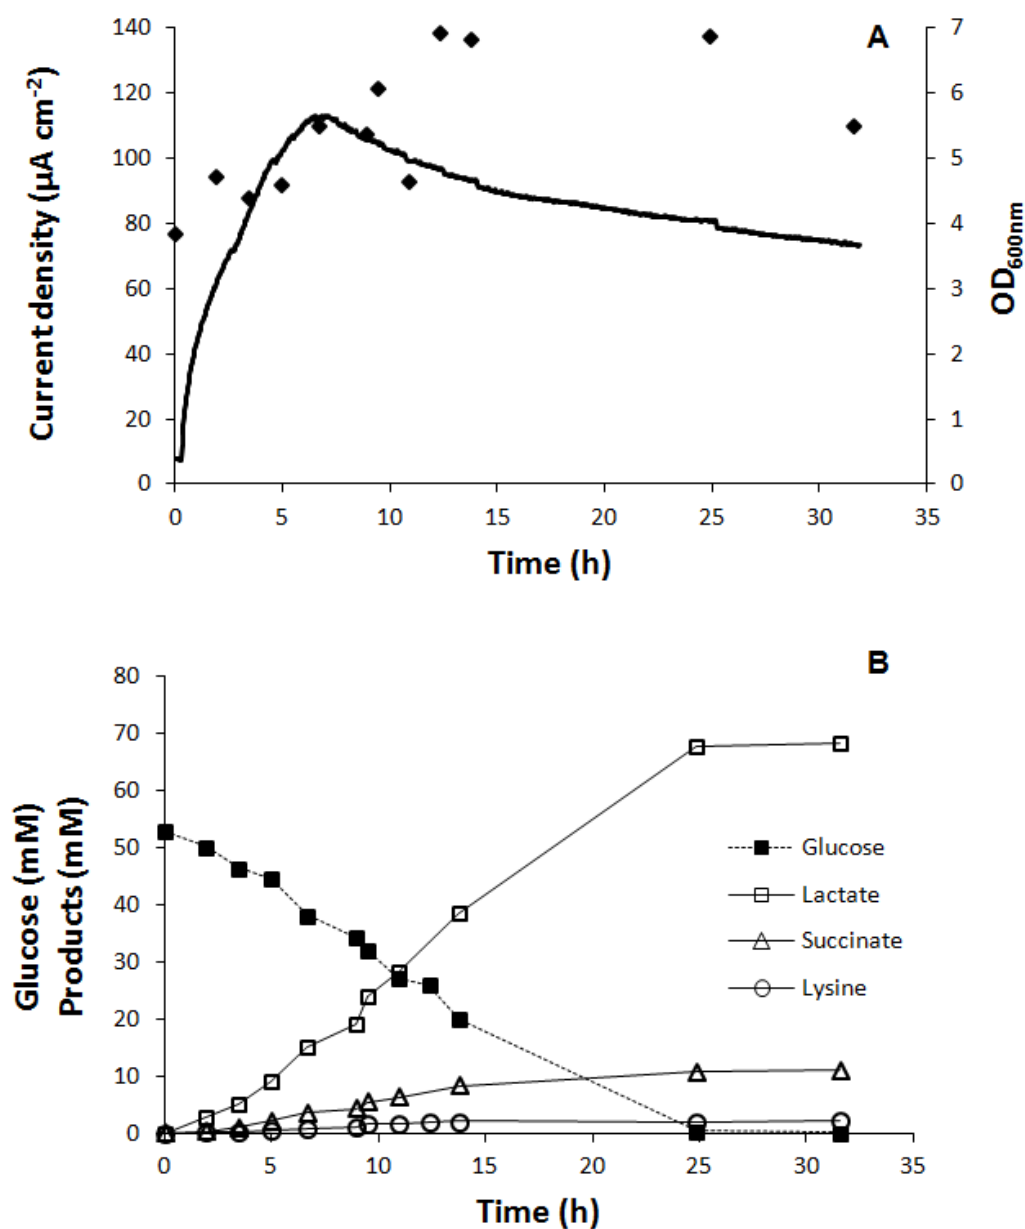 A
Current density (µA cm-2)
140
120
100
80
60
40
20
0
7
6
5
4
3
2
1
0
OD600nm
0 5 10 15 20 25 30 35
Time (h)
B
Glucose (mM)
Products (mM)
80
70
60
50
40
30
20
10
0
Glucose
Lactate
Succinate
Lysine
0 5 10 15 20 25 30 35
Time (h)